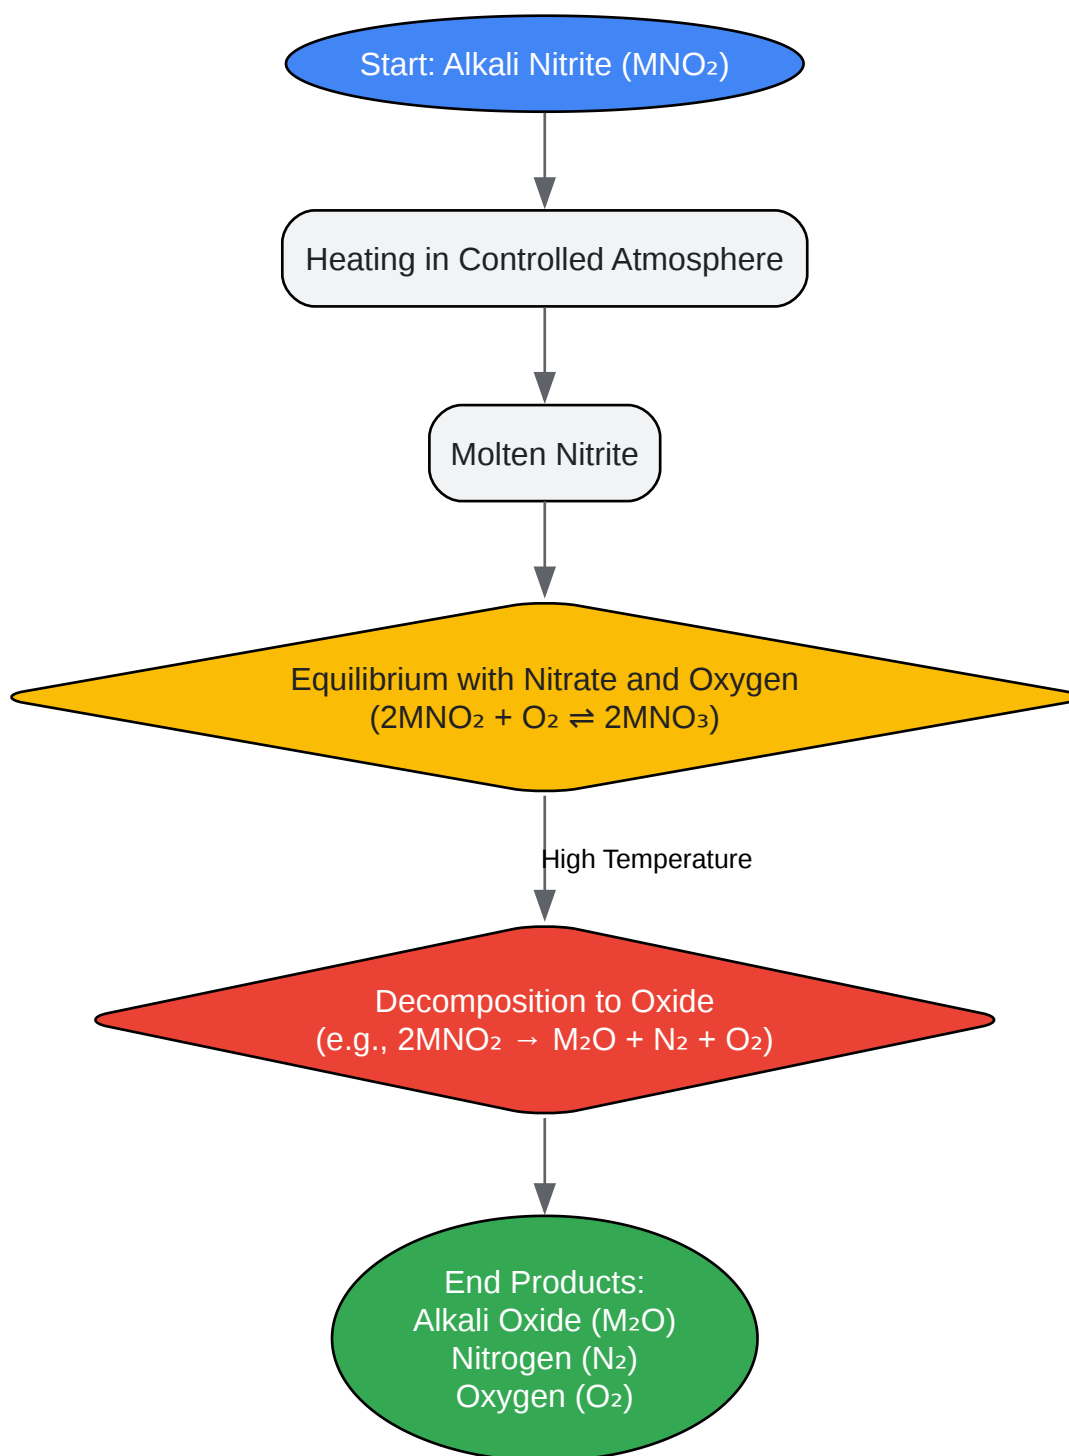 Start: Alkali Nitrite (MNO₂)
Heating in Controlled Atmosphere
Molten Nitrite
Equilibrium with Nitrate and Oxygen
(2MNO₂ + O₂ ⇌ 2MNO₃)
High Temperature
Decomposition to Oxide
(e.g., 2MNO₂ → M₂O + N₂ + O₂)
End Products:
Alkali Oxide (M₂O)
Nitrogen (N₂)
Oxygen (O₂)